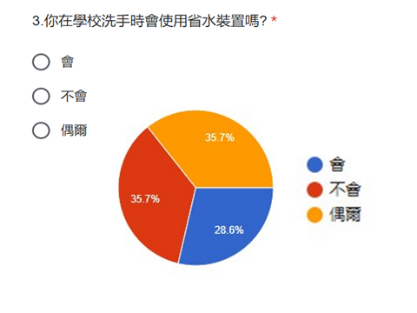 3.你在學校洗手時會使用省水裝置嗎? *
會
不會
偶爾
35.7%
35.7%
28.6%
會
不會
偶爾